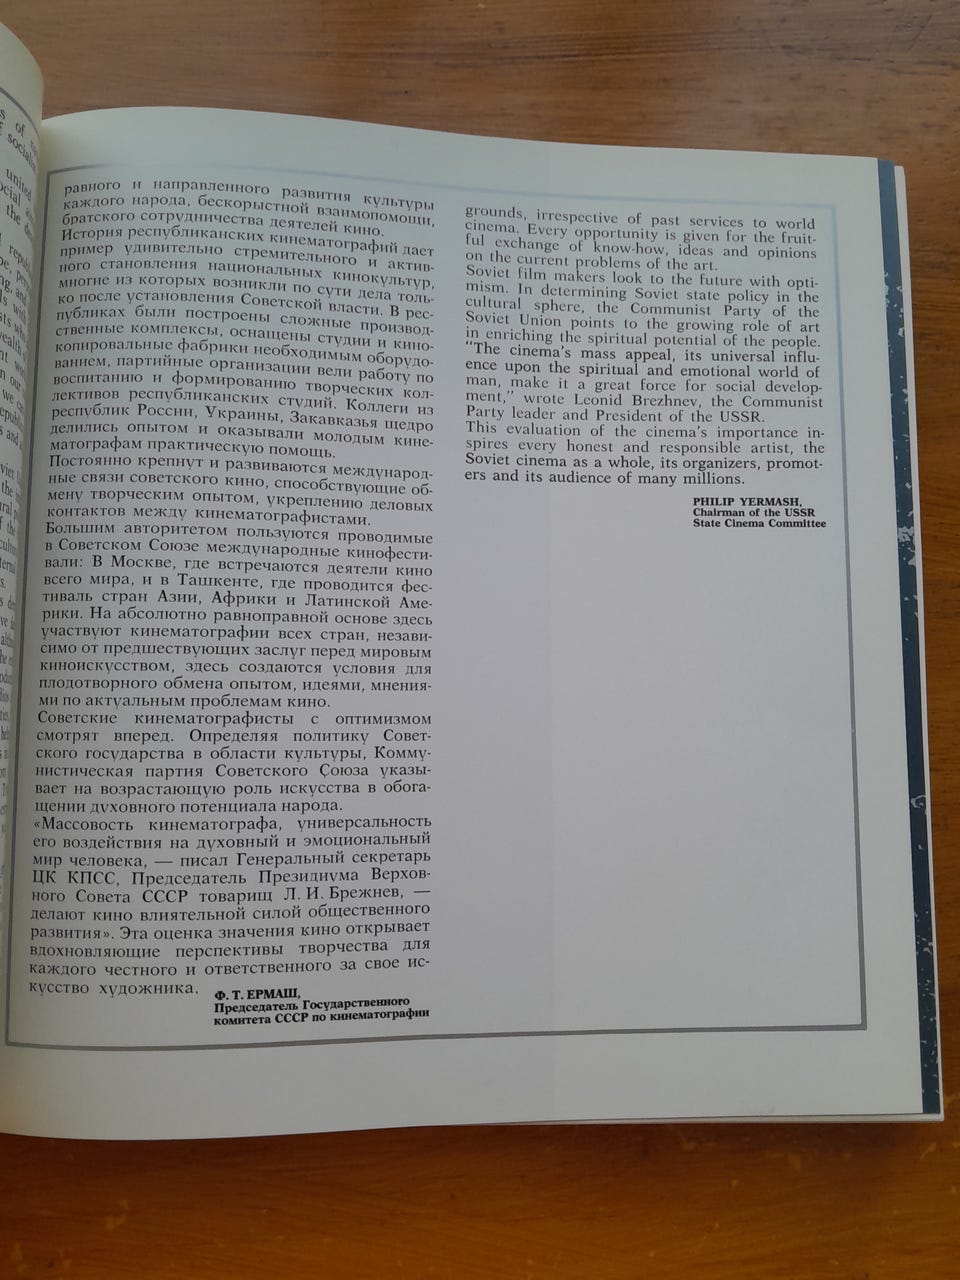 s of
f socialis
united
ocial
the de
равного и направленного развития культуры
каждого народа, бескорыстной взаимопомощи,
братского сотрудничества деятелей кино.
История республиканских кинематографий дает
пример удивительно стремительного и актив-
ного становления национальных кинокультур,
многие из которых возникли по сути дела толь-
ко после установления Советской власти. В рес-
публиках были построены сложные производ-
ственные комплексы, оснащены студии и кино-
копировальные фабрики необходимым оборудо-
ванием, партийные организации вели работу по
воспитанию и формированию творческих кол-
лективов республиканских студий. Коллеги из
республик России, Украины, Закавказья щедро
делились опытом и оказывали молодым кине-
матографам практическую помощь.
Постоянно крепнут и развиваются международ-
ные связи советского кино, способствующие об-
мену творческим опытом, укреплению деловых
контактов между кинематографистами.
Большим авторитетом пользуются проводимые
в Советском Союзе международные кинофести-
вали: В Москве, где встречаются деятели кино
всего мира, и в Ташкенте, где проводится фес-
тиваль стран Азии, Африки и Латинской Аме-
рики. На абсолютно равноправной основе здесь
участвуют кинематографии всех стран, незави-
симо от предшествующих заслуг перед мировым
киноискусством, здесь создаются условия для
плодотворного обмена опытом, идеями, мнения-
ми по актуальным проблемам кино.
Советские кинематографисты с оптимизмом
смотрят вперед. Определяя политику Совет-
ского государства в области культуры, Комму-
нистическая партия Советского Союза указы-
вает на возрастающую роль искусства в обога-
щении духовного потенциала народа.
«Массовость кинематографа, универсальность
его воздействия на духовный и эмоциональный
мир человека, — писал Генеральный секретарь
ЦК КПСС, Председатель Президиума Верхов-
ного Совета СССР товарищ Л. И. Брежнев, —
делают кино влиятельной силой общественного
развития». Эта оценка значения кино открывает
вдохновляющие перспективы творчества для
каждого честного и ответственного за свое ис-
кусство художника.
Ф. Т. ЕРМАШ,
Председатель Государственного
комитета СССР по кинематографии
grounds, irrespective of past services to world
cinema. Every opportunity is given for the fruit-
ful exchange of know-how, ideas and opinions
on the current problems of the art.
Soviet film makers look to the future with opti-
mism. In determining Soviet state policy in the
cultural sphere, the Communist Party of the
Soviet Union points to the growing role of art
in enriching the spiritual potential of the people.
“The cinema’s mass appeal, its universal influ-
ence upon the spiritual and emotional world of
man, make it a great force for social develop-
ment,” wrote Leonid Brezhnev, the Communist
Party leader and President of the USSR.
This evaluation of the cinema’s importance in-
spires every honest and responsible artist, the
Soviet cinema as a whole, its organizers, promot-
ers and its audience of many millions.
PHILIP YERMASH,
Chairman of the USSR
State Cinema Committee